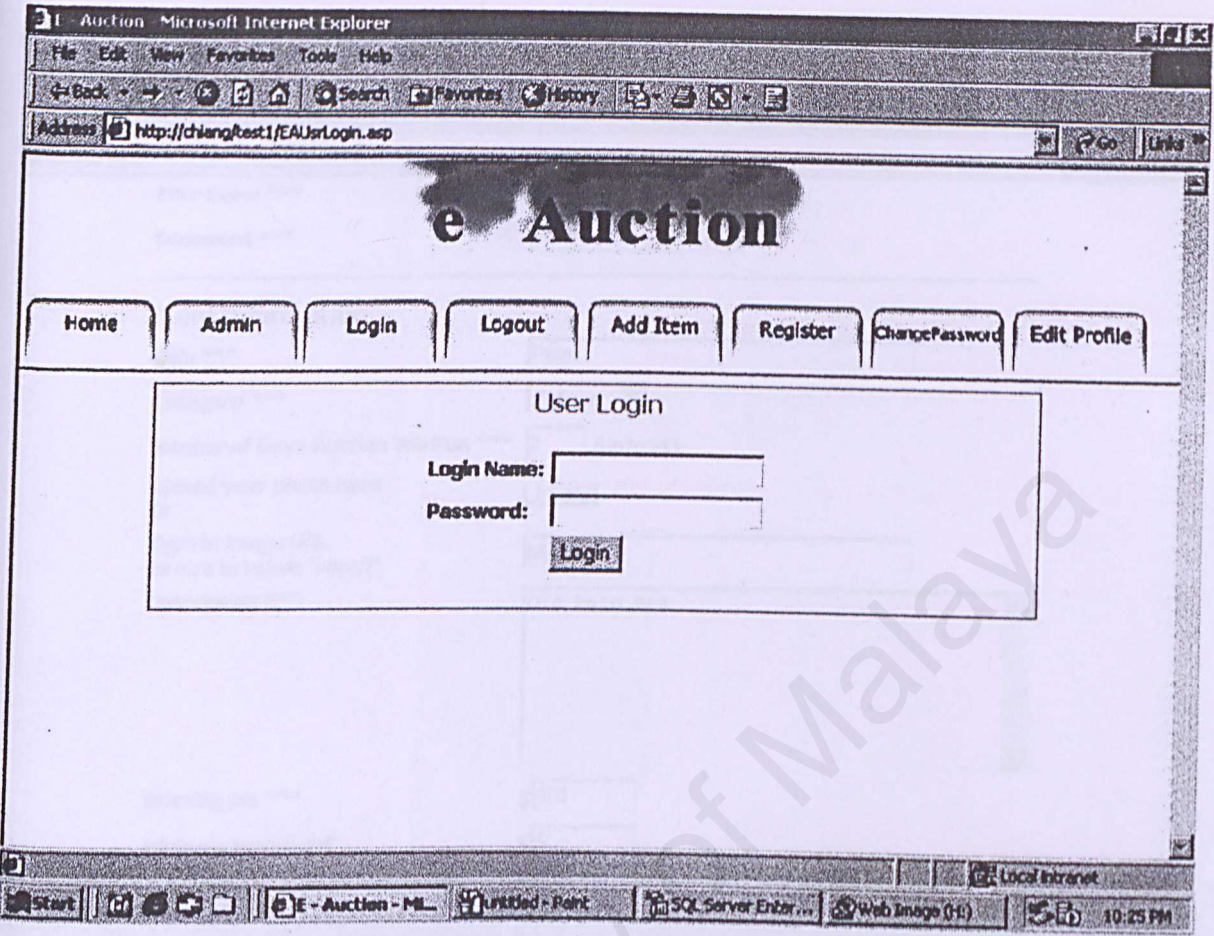 E - Auction - Microsoft Internet Explorer
File Edit View Favorites Tools Help
Back Search Favorites History
Address http://chiang/test1/EAUsrLogin.asp Go Links
e Auction
Home Admin Login Logout Add Item Register ChangePassword Edit Profile
User Login
Login Name:
Password:
Login
Local intranet
Start E - Auction - Mi... untitled - Paint SQL Server Enter... Web Image (H:) 10:25 PM
of Malaya